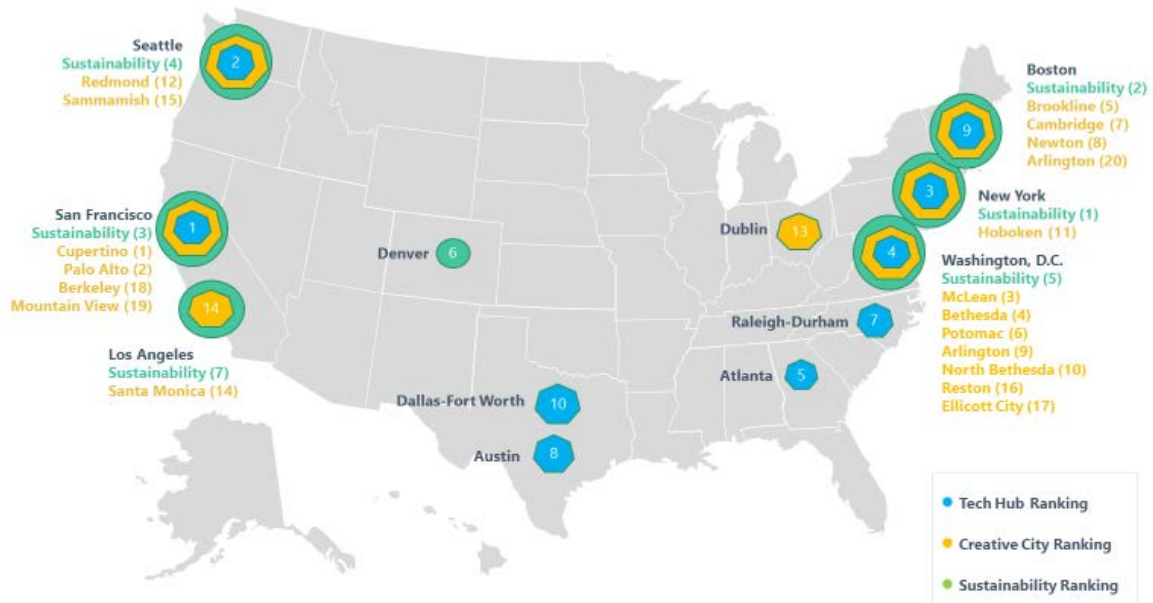 Seattle
Sustainability (4)
Redmond (12)
Sammamish (15)
2
Boston
Sustainability (2)
Brookline (5)
Cambridge (7)
Newton (8)
Arlington (20)
9
San Francisco
Sustainability (3)
Cupertino (1)
Palo Alto (2)
Berkeley (18)
Mountain View (19)
1
New York
Sustainability (1)
Hoboken (11)
3
Denver
6
Dublin
13
Washington, D.C.
Sustainability (5)
McLean (3)
Bethesda (4)
Potomac (6)
Arlington (9)
North Bethesda (10)
Reston (16)
Ellicott City (17)
4
14
Los Angeles
Sustainability (7)
Santa Monica (14)
Raleigh-Durham
7
Atlanta
5
Dallas-Fort Worth
10
Austin
8
Tech Hub Ranking
Creative City Ranking
Sustainability Ranking